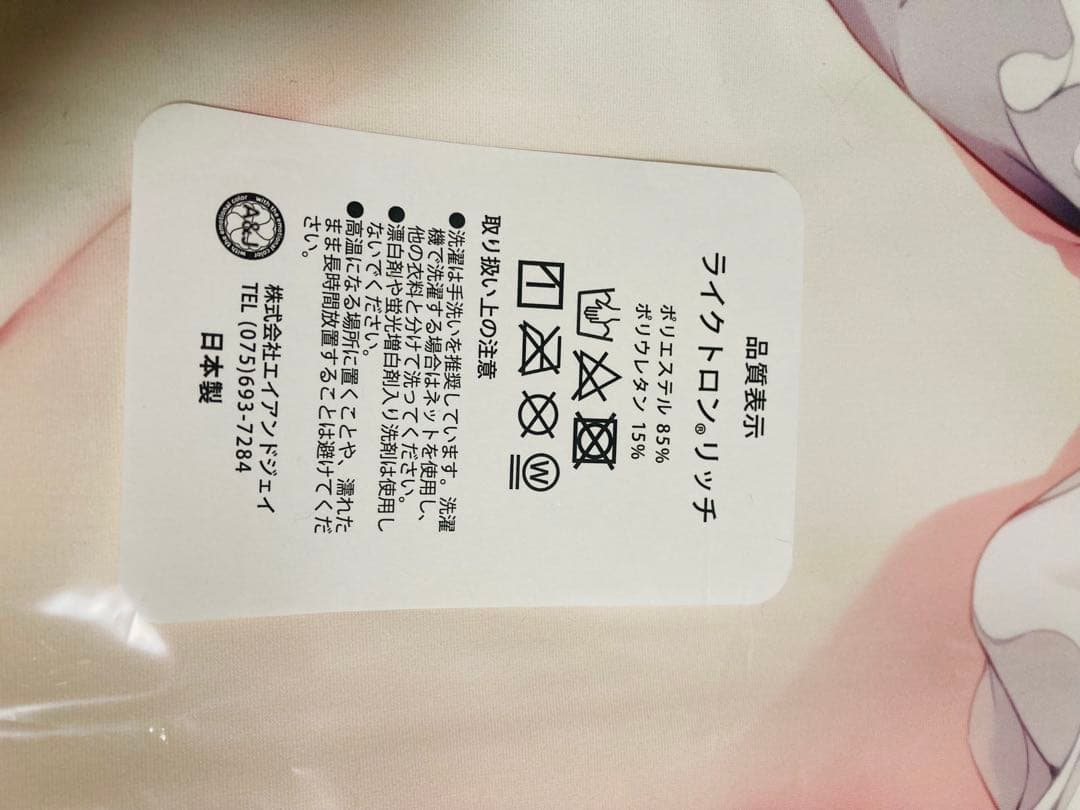 品質表示
ライクトロン®リッチ
ポリエステル 85%
ポリウレタン 15%
W
取り扱い上の注意
●洗濯は手洗いを推奨しています。洗濯
機で洗濯する場合はネットを使用し、
他の衣料と分けて洗ってください。
●漂白剤や蛍光増白剤入り洗剤は使用し
ないでください。
●高温になる場所に置くことや、濡れた
まま長時間放置することは避けてくだ
さい。
with the emotional color
A&J
with the emotional color
株式会社エイアンドジェイ
TEL (075)693-7284
日本製